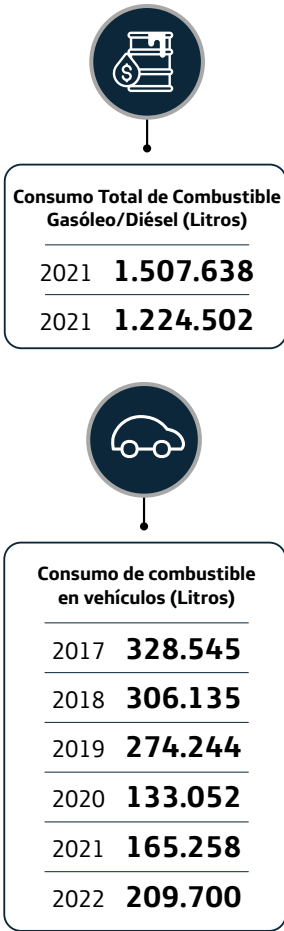 $
Consumo Total de Combustible
Gasóleo/Diésel (Litros)
2021 1.507.638
2021 1.224.502
Consumo de combustible
en vehículos (Litros)
2017 328.545
2018 306.135
2019 274.244
2020 133.052
2021 165.258
2022 209.700